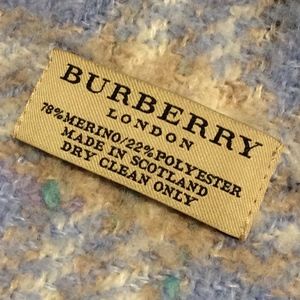 BURBERRY
LONDON
78%MERINO/22%POLYESTER
MADE IN SCOTLAND
DRY CLEAN ONLY